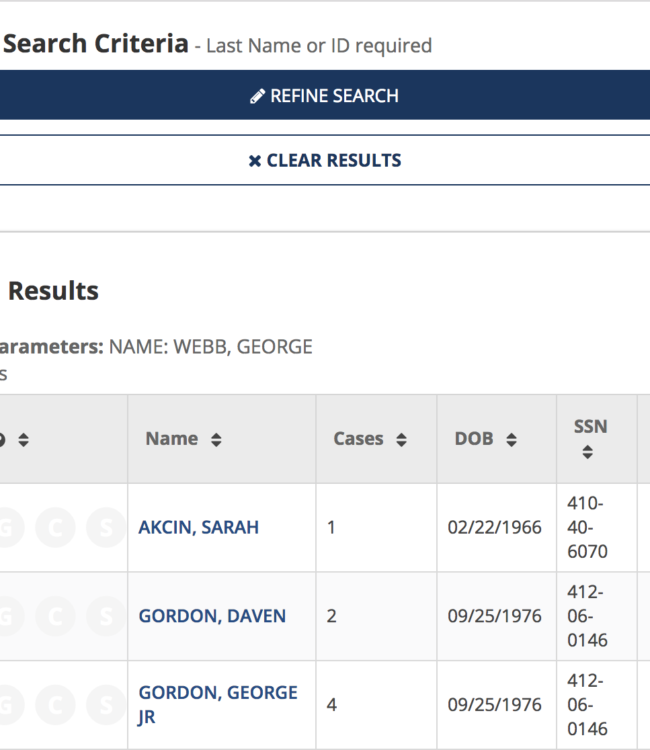 Search Criteria - Last Name or ID required
REFINE SEARCH
CLEAR RESULTS
Results
arameters: NAME: WEBB, GEORGE
s
Name Cases DOB SSN
G C S AKCIN, SARAH 1 02/22/1966 410-
40-
6070
G C S GORDON, DAVEN 2 09/25/1976 412-
06-
0146
G C S GORDON, GEORGE
JR 4 09/25/1976 412-
06-
0146